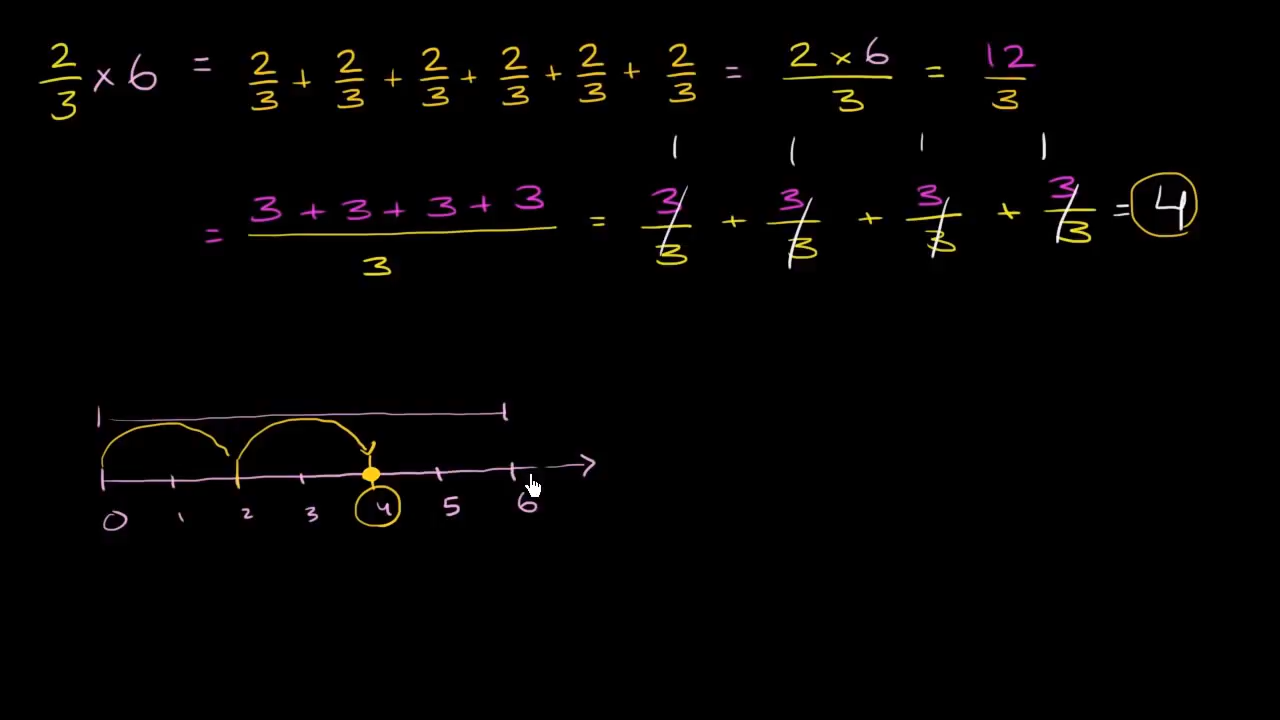 2/3 × 6 = 2/3 + 2/3 + 2/3 + 2/3 + 2/3 + 2/3 = (2 × 6)/3 = 12/3
1 1 1 1
= (3 + 3 + 3 + 3)/3 = 3/3 + 3/3 + 3/3 + 3/3 = 4
0 1 2 3 4 5 6